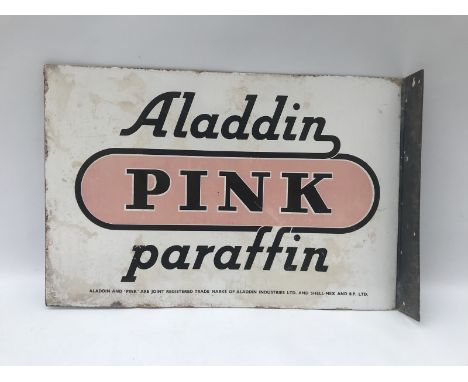 Aladdin
PINK
paraffin
ALADDIN AND "PINK" ARE JOINT REGISTERED TRADE MARKS OF ALADDIN INDUSTRIES LTD. AND SHELL-MEX AND B.P. LTD.